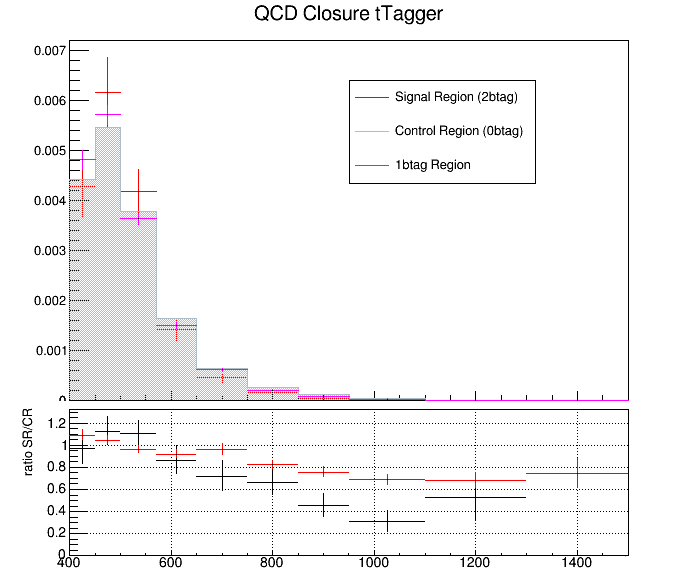 QCD Closure tTagger
0.007
0.006
0.005
0.004
0.003
0.002
0.001
0
Signal Region (2btag)
Control Region (0btag)
1btag Region
ratio SR/CR
1.2
1
0.8
0.6
0.4
0.2
0
400 600 800 1000 1200 1400